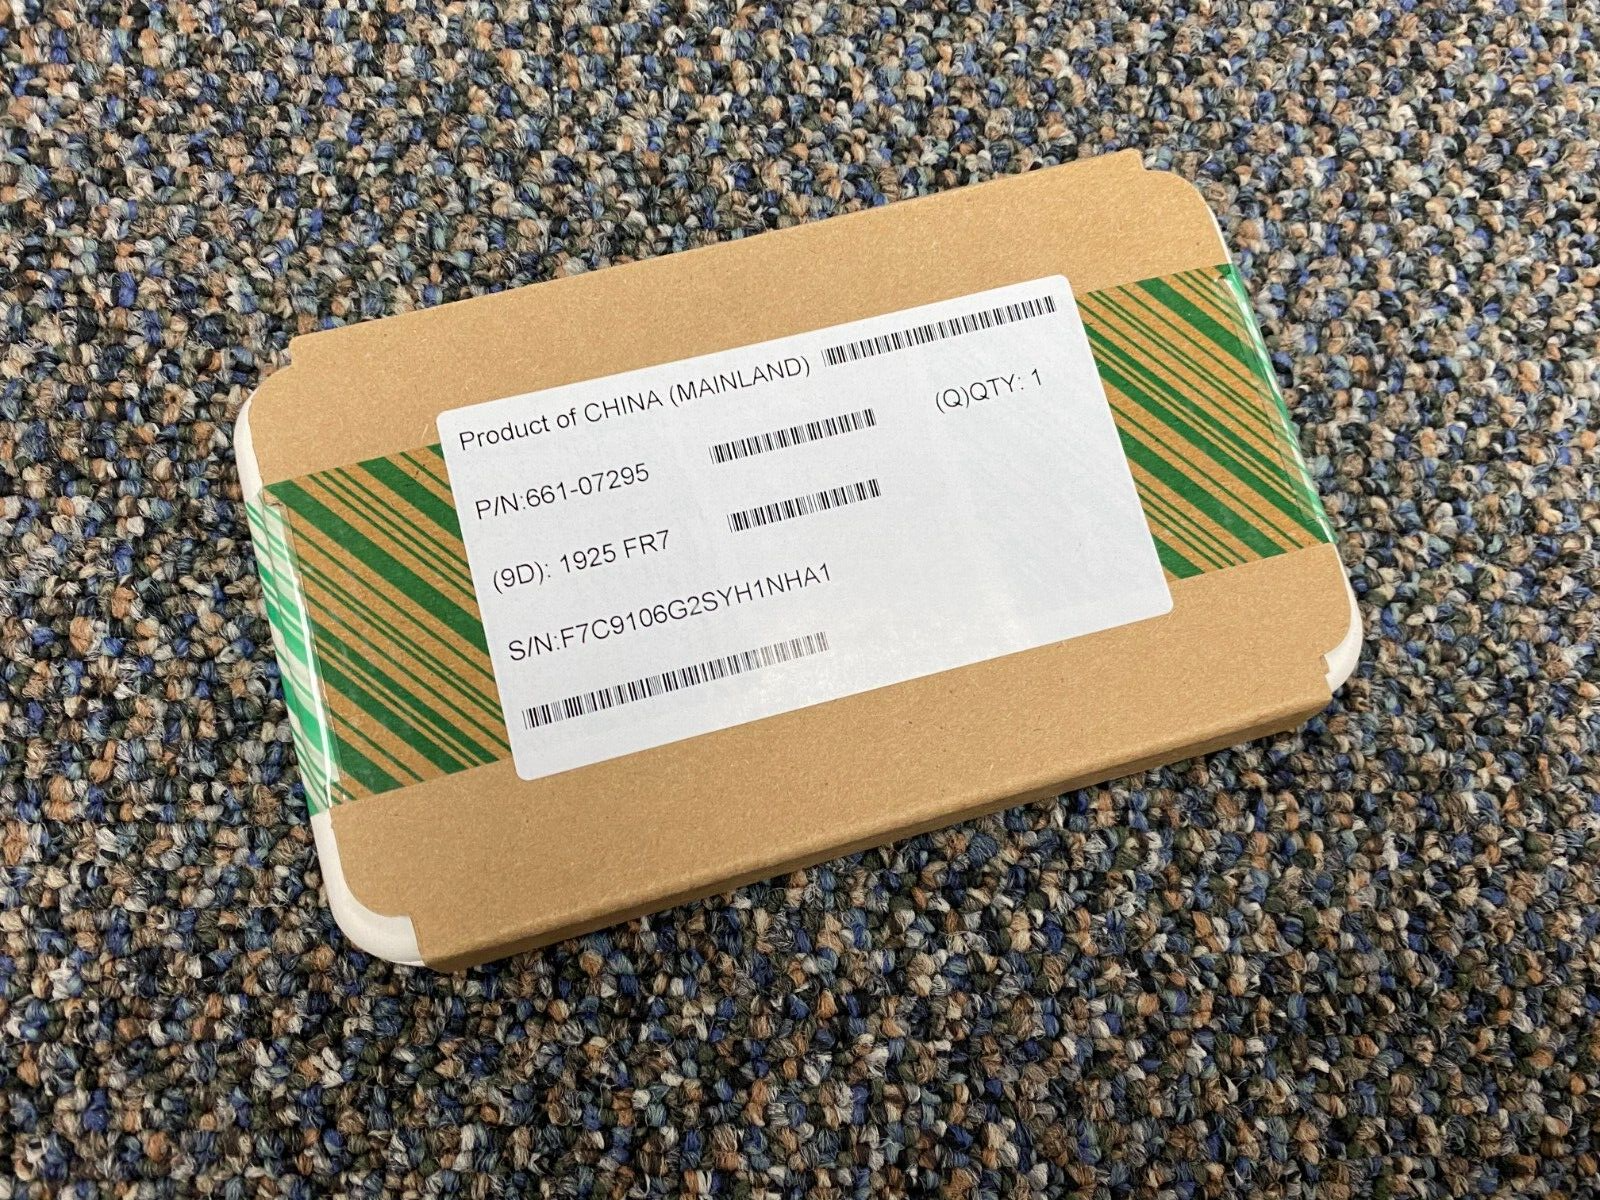 Product of CHINA (MAINLAND)
(Q)QTY: 1
P/N:661-07295
(9D): 1925 FR7
S/N:F7C9106G2SYH1NHA1